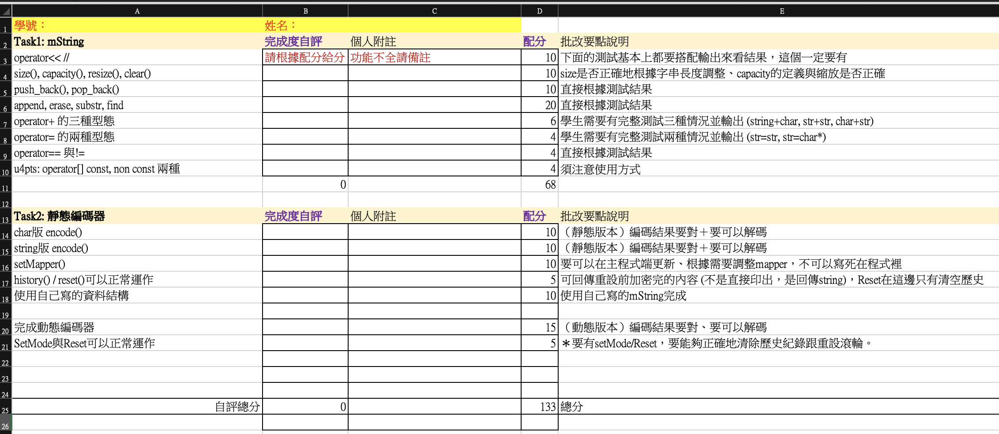 A B C D E
1 學號： 姓名：
2 Task1: mString 完成度自評 個人附註 配分 批改要點說明
3 operator<< // 請根據配分給分 功能不全請備註 10 下面的測試基本上都要搭配輸出來看結果，這個一定要有
4 size(), capacity(), resize(), clear() 10 size是否正確地根據字串長度調整、capacity的定義與縮放是否正確
5 push_back(), pop_back() 10 直接根據測試結果
6 append, erase, substr, find 20 直接根據測試結果
7 operator+ 的三種型態 6 學生需要有完整測試三種情況並輸出 (string+char, str+str, char+str)
8 operator= 的兩種型態 4 學生需要有完整測試兩種情況並輸出 (str=str, str=char*)
9 operator== 與!= 4 直接根據測試結果
10 u4pts: operator[] const, non const 兩種 4 須注意使用方式
11 0 68
12
13 Task2: 靜態編碼器 完成度自評 個人附註 配分 批改要點說明
14 char版 encode() 10 （靜態版本）編碼結果要對＋要可以解碼
15 string版 encode() 10 （靜態版本）編碼結果要對＋要可以解碼
16 setMapper() 10 要可以在主程式端更新、根據需要調整mapper，不可以寫死在程式裡
17 history() / reset()可以正常運作 5 可回傳重設前加密完的內容 (不是直接印出，是回傳string)，Reset在這邊只有清空歷史
18 使用自己寫的資料結構 10 使用自己寫的mString完成
19
20 完成動態編碼器 15 （動態版本）編碼結果要對、要可以解碼
21 SetMode與Reset可以正常運作 5 ＊要有setMode/Reset，要能夠正確地清除歷史紀錄跟重設滾輪。
22
23
24
25 自評總分 0 133 總分
26